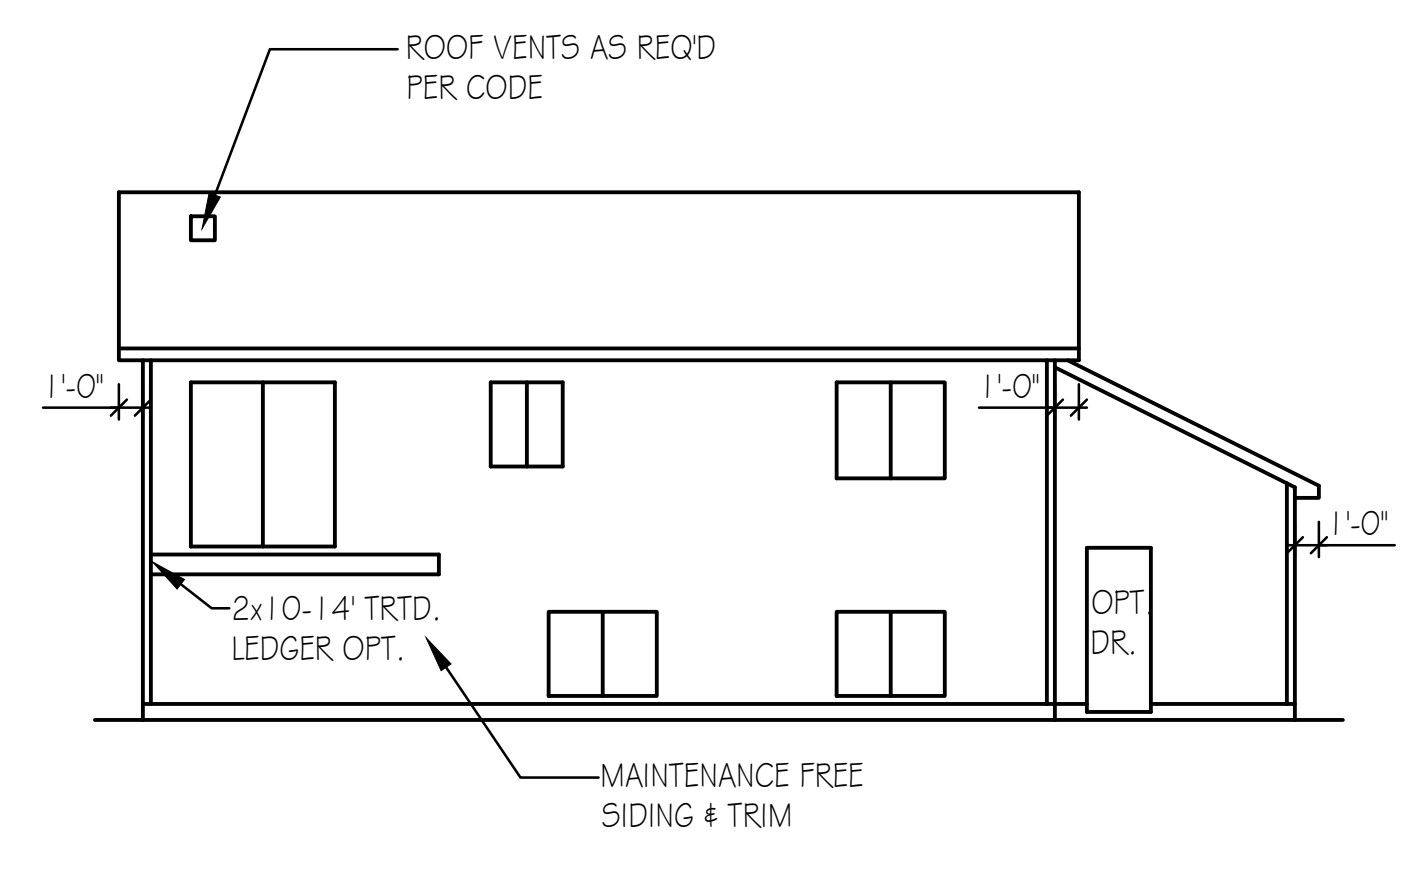 ROOF VENTS AS REQ'D
PER CODE
1'-0"
1'-0"
1'-0"
OPT.
DR.
2x10-14' TRTD.
LEDGER OPT.
MAINTENANCE FREE
SIDING & TRIM